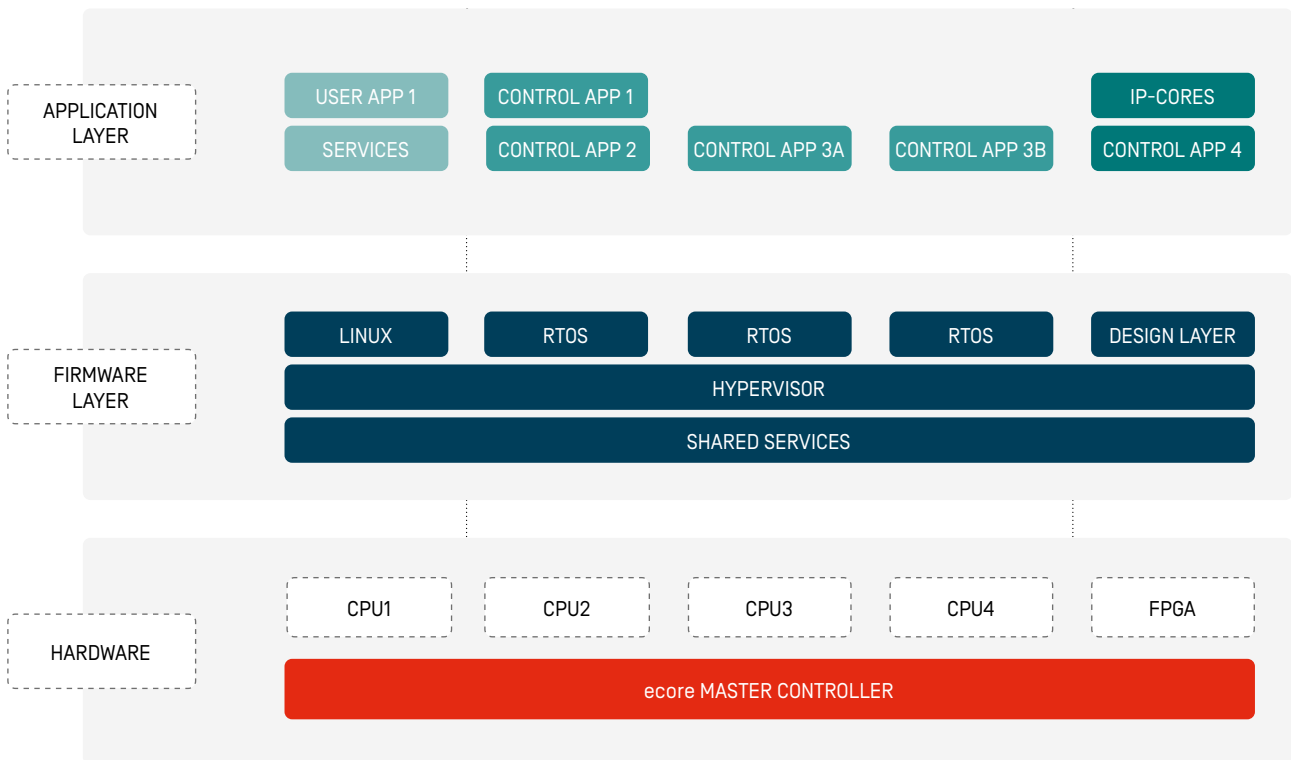 APPLICATION
LAYER
USER APP 1
CONTROL APP 1
IP-CORES
SERVICES
CONTROL APP 2
CONTROL APP 3A
CONTROL APP 3B
CONTROL APP 4
FIRMWARE
LAYER
LINUX
RTOS
RTOS
RTOS
DESIGN LAYER
HYPERVISOR
SHARED SERVICES
HARDWARE
CPU1
CPU2
CPU3
CPU4
FPGA
ecore MASTER CONTROLLER